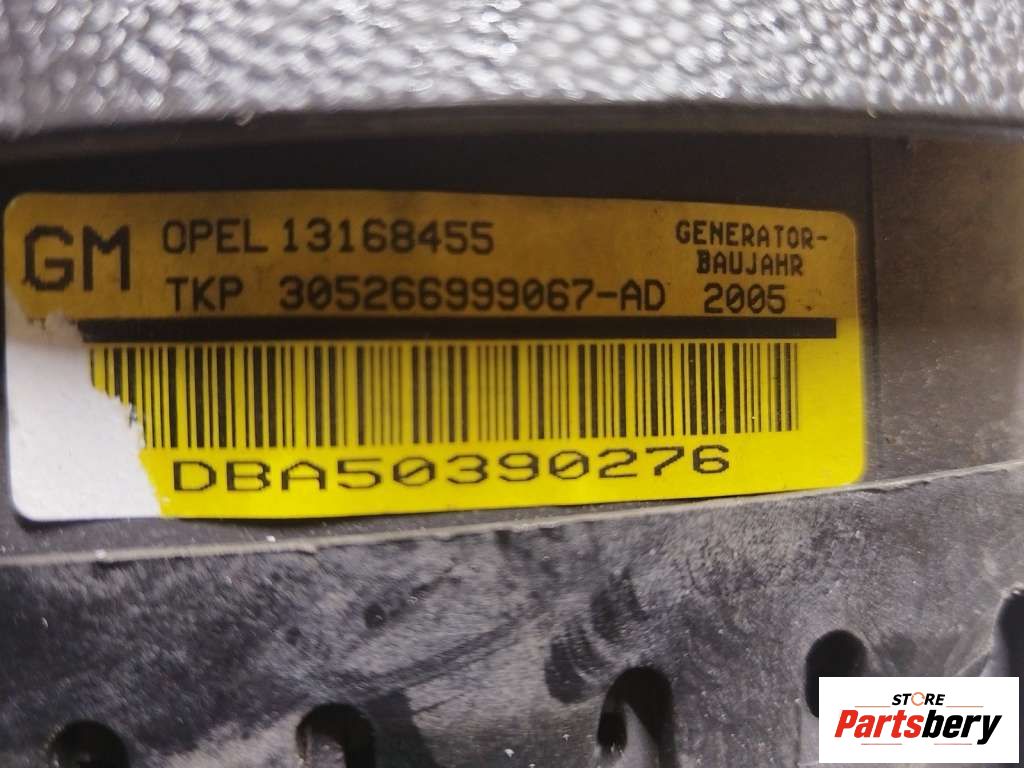 GM
OPEL 13168455
TKP 305266999067-AD
GENERATOR-
BAUJAHR
2005
DBA50390276
STORE
Partsbery